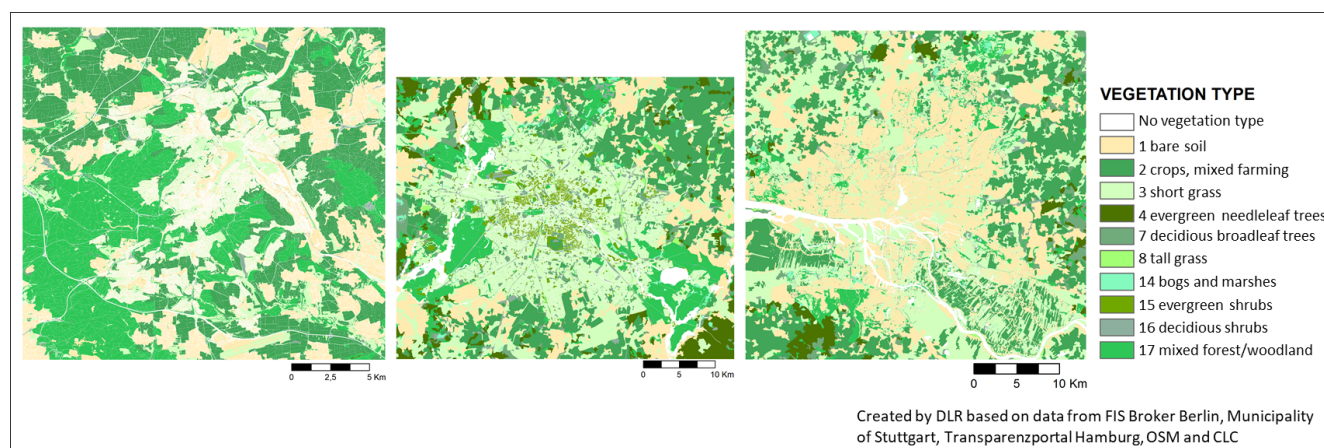 VEGETATION TYPE
No vegetation type
1 bare soil
2 crops, mixed farming
3 short grass
4 evergreen needleleaf trees
7 decidious broadleaf trees
8 tall grass
14 bogs and marshes
15 evergreen shrubs
16 decidious shrubs
17 mixed forest/woodland
0 2,5 5 Km
0 5 10 Km
0 5 10 Km
Created by DLR based on data from FIS Broker Berlin, Municipality
of Stuttgart, Transparenzportal Hamburg, OSM and CLC